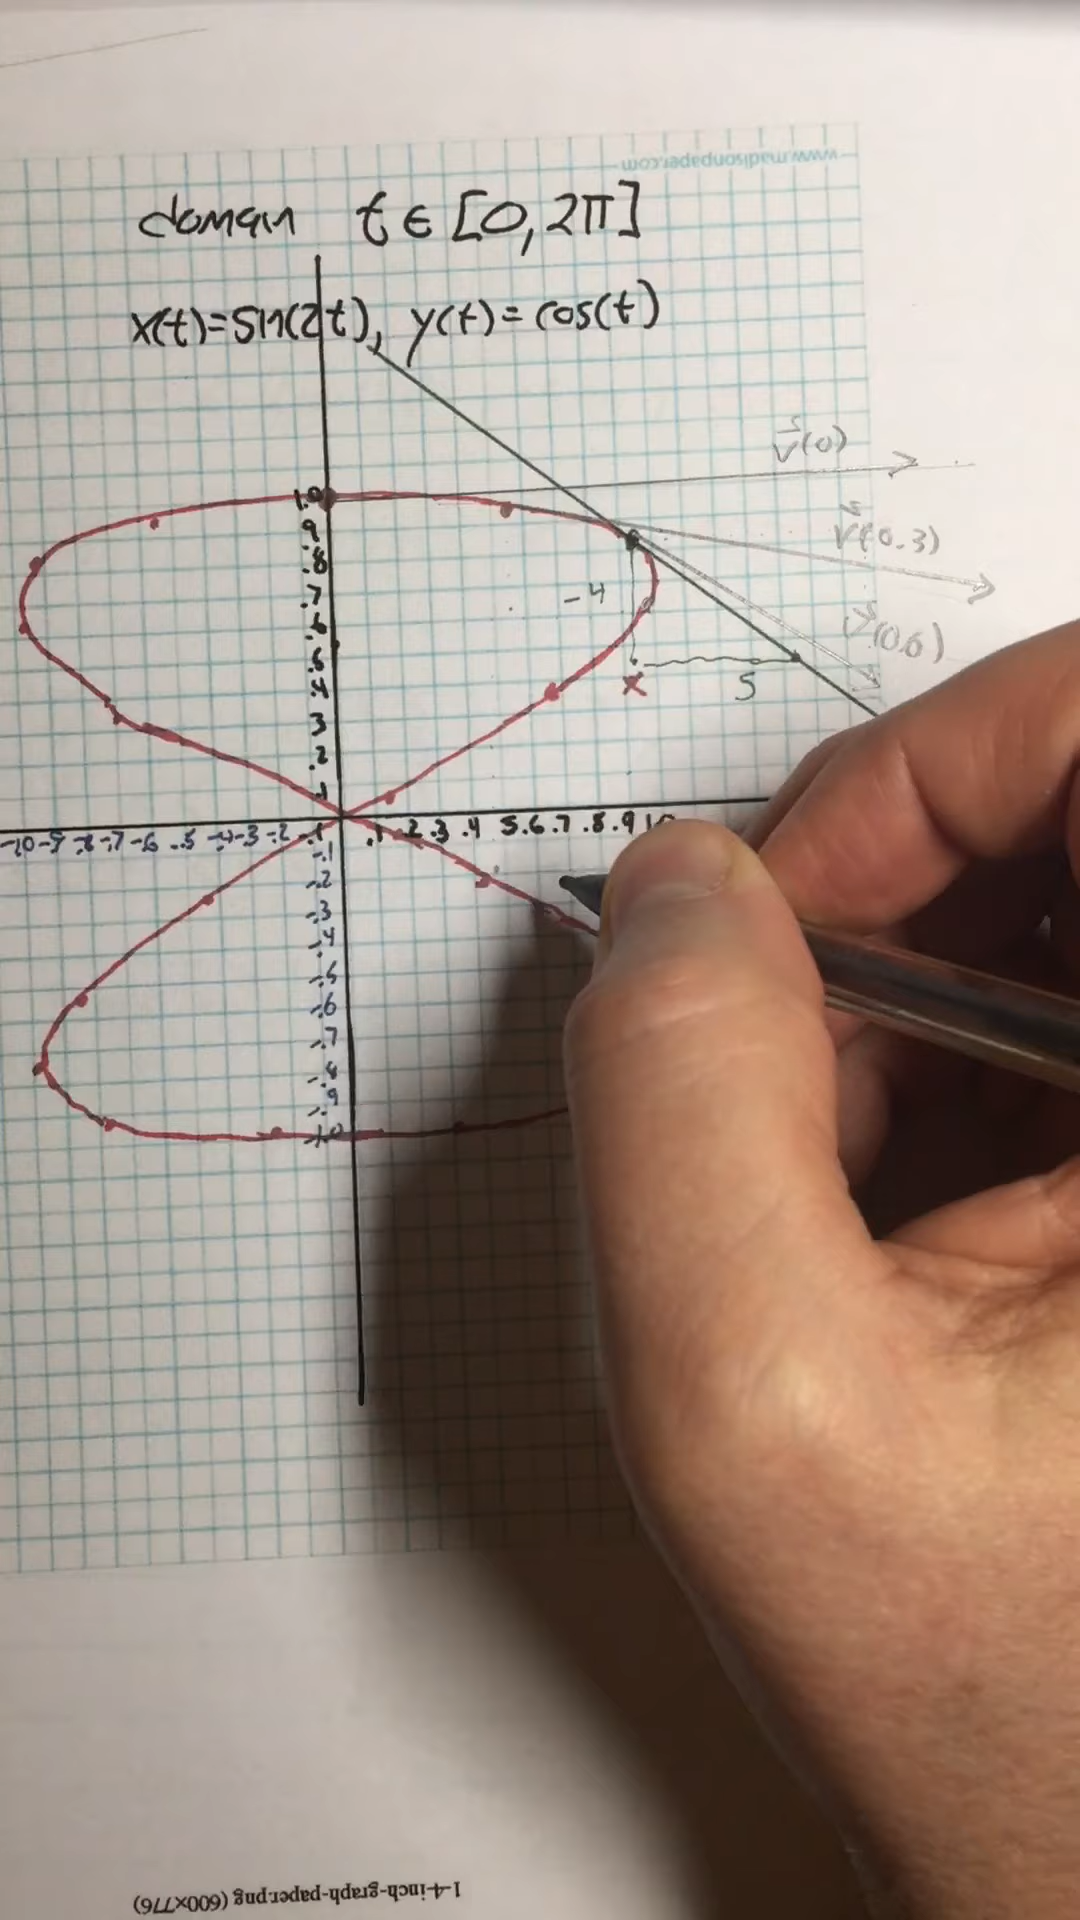 www.madisonpaper.com
domain t∈[0,2π]
x(t)=sin(2t), y(t)=cos(t)
v⃗(0)
v⃗(0.3)
v⃗(0.6)
1.0
.9
.8
.7
.6
.5
.4
.3
.2
.1
-4
x
5
-1.0 -.9 -.8 -.7 -.6 -.5 -.4 -.3 -.2 -.1 .1 .2 .3 .4 .5 .6 .7 .8 .9 1.0
-.1
-.2
-.3
-.4
-.5
-.6
-.7
-.8
-.9
-1.0
1-4-inch-graph-paper.png (600×776)